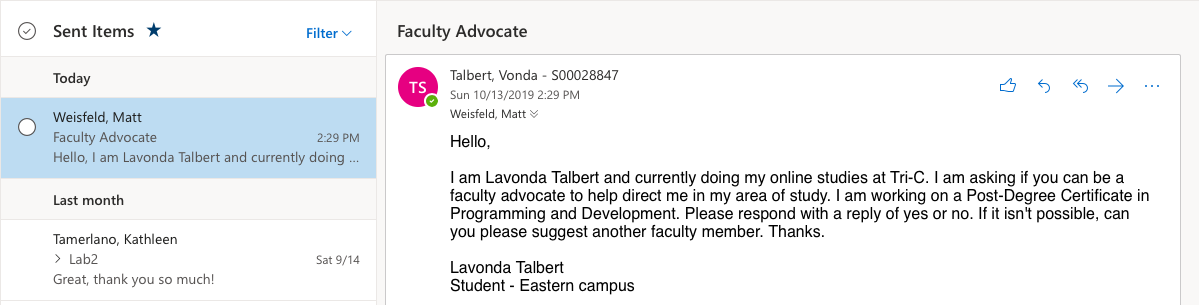 Sent Items
Filter
Today
Weisfeld, Matt
Faculty Advocate
2:29 PM
Hello, I am Lavonda Talbert and currently doing ...
Last month
Tamerlano, Kathleen
Lab2
Sat 9/14
Great, thank you so much!
Faculty Advocate
TS
Talbert, Vonda - S00028847
Sun 10/13/2019 2:29 PM
Weisfeld, Matt
Hello,
I am Lavonda Talbert and currently doing my online studies at Tri-C. I am asking if you can be a
faculty advocate to help direct me in my area of study. I am working on a Post-Degree Certificate in
Programming and Development. Please respond with a reply of yes or no. If it isn't possible, can
you please suggest another faculty member. Thanks.
Lavonda Talbert
Student - Eastern campus